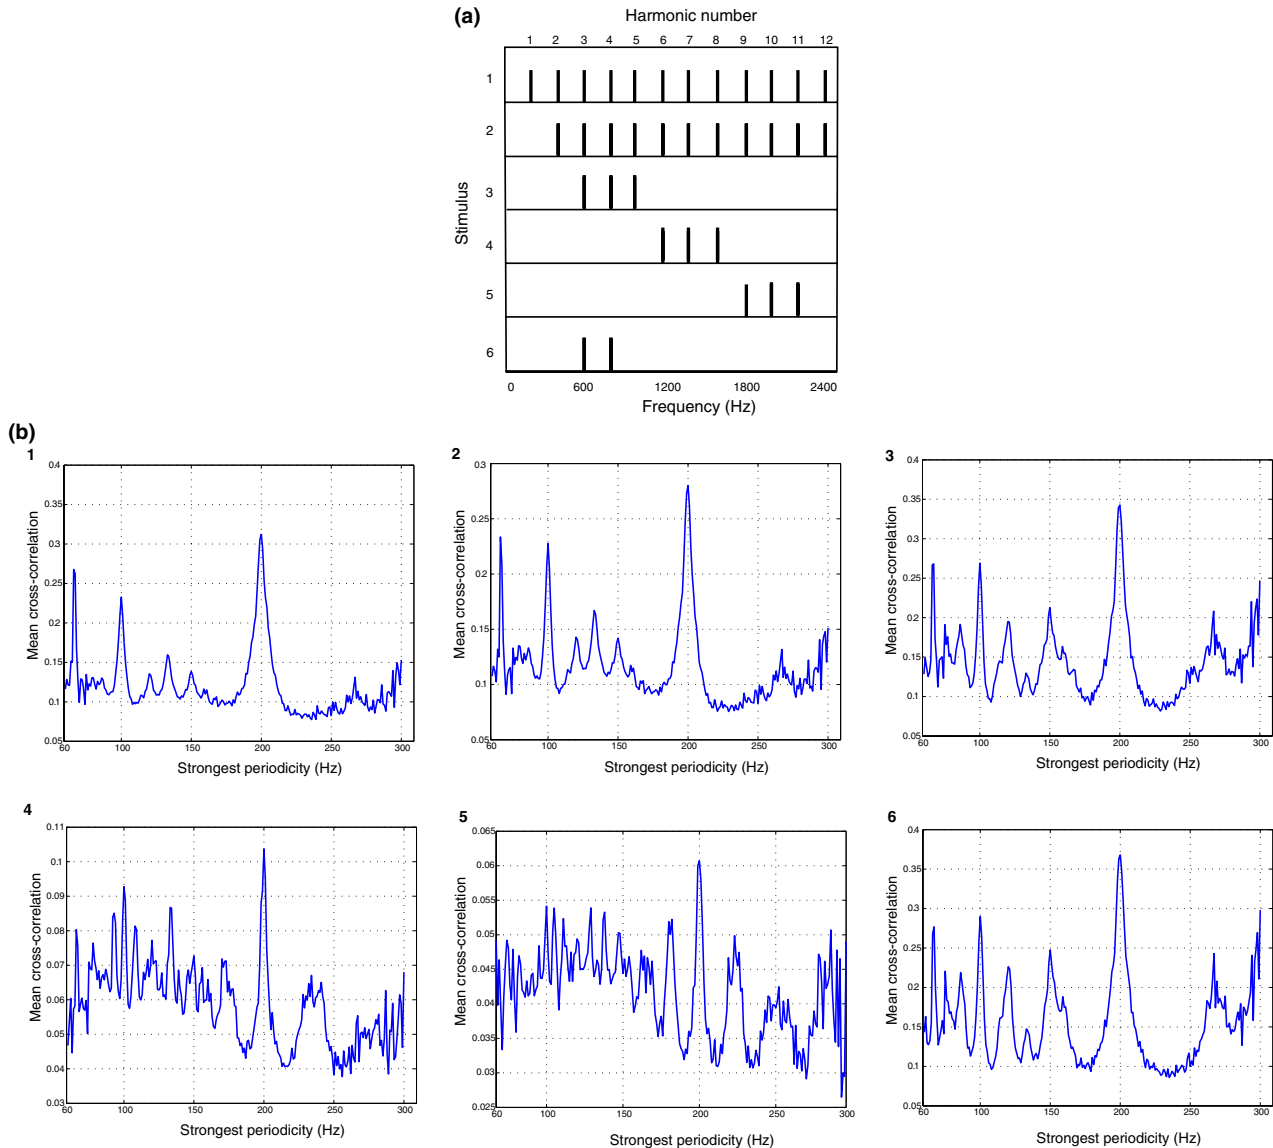 (a)
Harmonic number
1 2 3 4 5 6 7 8 9 10 11 12
Stimulus
1
2
3
4
5
6
0 600 1200 1800 2400
Frequency (Hz)
(b)
1
0.4
0.35
0.3
0.25
0.2
0.15
0.1
0.05
60 100 150 200 250 300
Mean cross-correlation
Strongest periodicity (Hz)
2
0.3
0.25
0.2
0.15
0.1
0.05
60 100 150 200 250 300
Mean cross-correlation
Strongest periodicity (Hz)
3
0.4
0.35
0.3
0.25
0.2
0.15
0.1
0.05
60 100 150 200 250 300
Mean cross-correlation
Strongest periodicity (Hz)
4
0.11
0.1
0.09
0.08
0.07
0.06
0.05
0.04
0.03
60 100 150 200 250 300
Mean cross-correlation
Strongest periodicity (Hz)
5
0.065
0.06
0.055
0.05
0.045
0.04
0.035
0.03
0.025
60 100 150 200 250 300
Mean cross-correlation
Strongest periodicity (Hz)
6
0.4
0.35
0.3
0.25
0.2
0.15
0.1
0.05
60 100 150 200 250 300
Mean cross-correlation
Strongest periodicity (Hz)